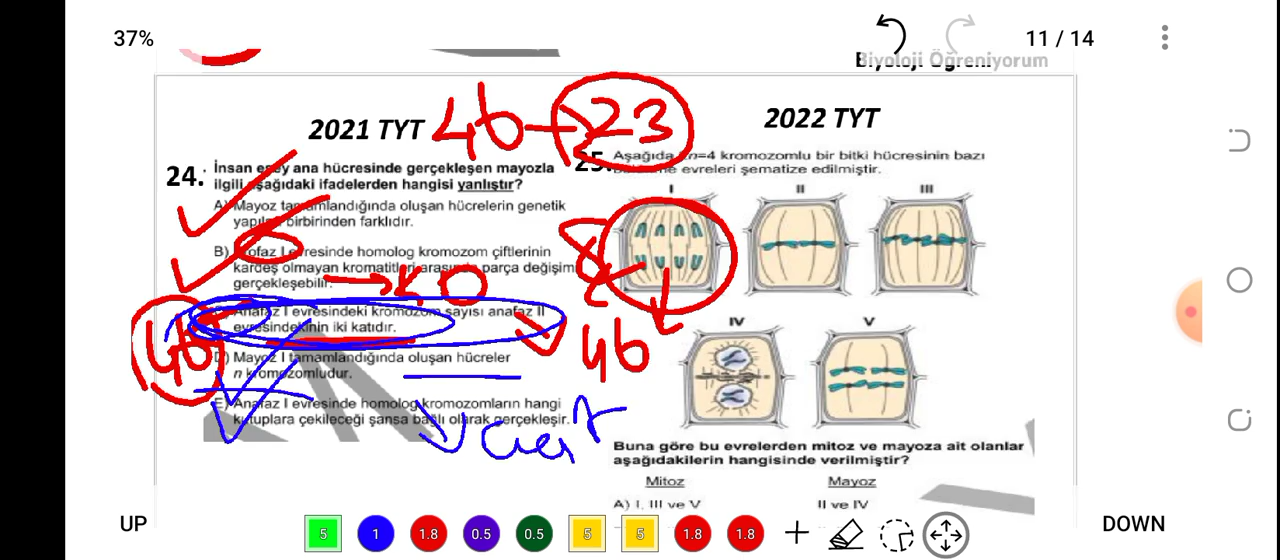 37%
11 / 14
Biyoloji Öğreniyorum
2021 TYT
46 → 23
24. İnsan eşey ana hücresinde gerçekleşen mayozla
ilgili aşağıdaki ifadelerden hangisi yanlıştır?
A) Mayoz tamamlandığında oluşan hücrelerin genetik
yapıları birbirinden farklıdır.
B) Profaz I evresinde homolog kromozom çiftlerinin
kardeş olmayan kromatitleri arasında parça değişimi
gerçekleşebilir.
C) Anafaz I evresindeki kromozom sayısı anafaz II
evresindekinin iki katıdır.
46
46
D) Mayoz I tamamlandığında oluşan hücreler
n kromozomludur.
E) Anafaz I evresinde homolog kromozomların hangi
kutuplara çekileceği şansa bağlı olarak gerçekleşir.
2022 TYT
25. Aşağıda 2n=4 kromozomlu bir bitki hücresinin bazı
evreleri şematize edilmiştir.
I II III
IV V
Buna göre bu evrelerden mitoz ve mayoza ait olanlar
aşağıdakilerin hangisinde verilmiştir?
Mitoz Mayoz
A) I, III ve V II ve IV
UP 5 1 1.8 0.5 0.5 5 5 1.8 1.8 DOWN